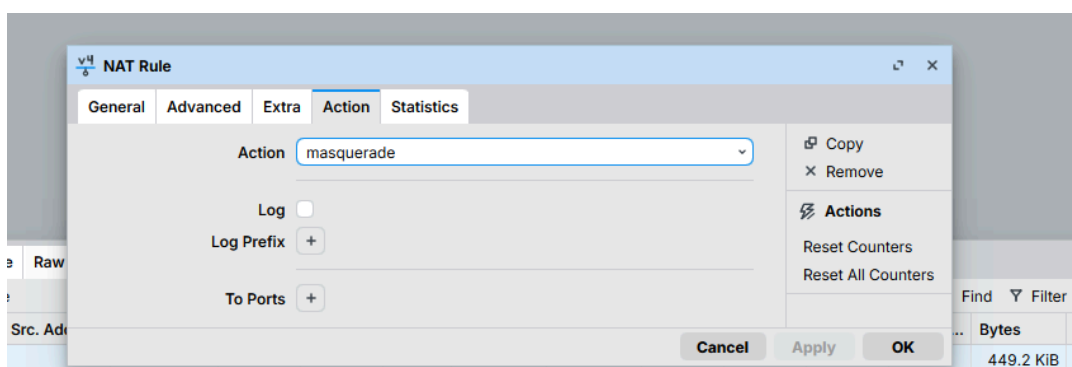 v4 NAT Rule
General Advanced Extra Action Statistics
Action masquerade
Copy
Remove
Log
Actions
Log Prefix +
Reset Counters
Reset All Counters
To Ports +
Raw
Find Filter
Src.
... Bytes
Cancel Apply OK
449.2 KiB